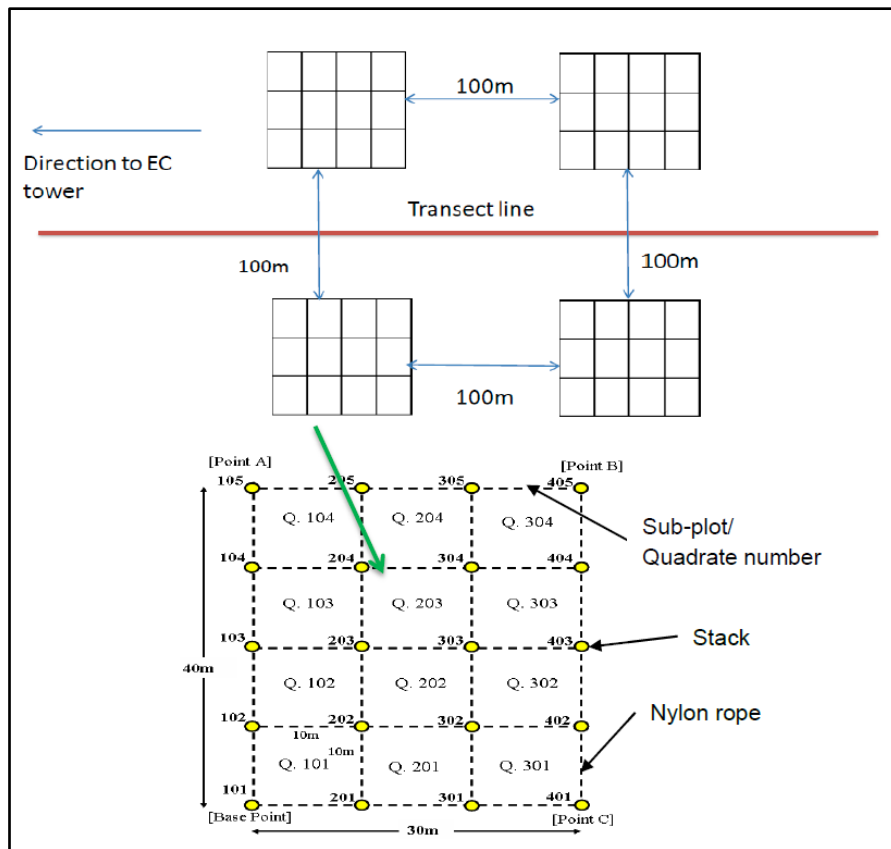 100m
Direction to EC
tower
Transect line
100m
100m
100m
[Point A]
[Point B]
105
205
305
405
Q. 104
Q. 204
Q. 304
Sub-plot/
Quadrate number
104
204
304
404
Q. 103
Q. 203
Q. 303
103
203
303
403
Stack
40m
Q. 102
Q. 202
Q. 302
102
202
302
402
Nylon rope
10m
10m
Q. 101
Q. 201
Q. 301
101
201
301
401
[Base Point]
[Point C]
30m